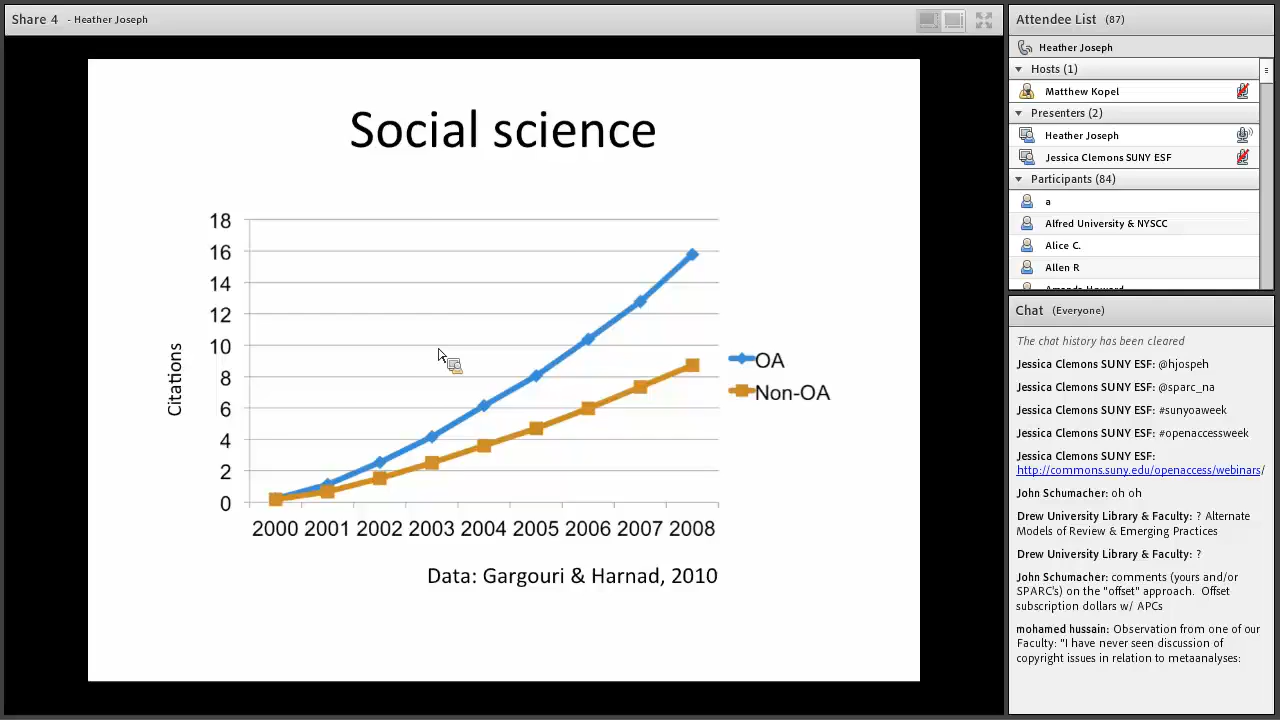 Share 4 - Heather Joseph
Social science
18
16
14
12
10
8
6
4
2
0
Citations
2000 2001 2002 2003 2004 2005 2006 2007 2008
OA
Non-OA
Data: Gargouri & Harnad, 2010
Attendee List (87)
Heather Joseph
Hosts (1)
Matthew Kopel
Presenters (2)
Heather Joseph
Jessica Clemons SUNY ESF
Participants (84)
a
Alfred University & NYSCC
Alice C.
Allen R
Chat (Everyone)
The chat history has been cleared
Jessica Clemons SUNY ESF: @hjospeh
Jessica Clemons SUNY ESF: @sparc_na
Jessica Clemons SUNY ESF: #sunyoaweek
Jessica Clemons SUNY ESF: #openaccessweek
Jessica Clemons SUNY ESF:
http://commons.suny.edu/openaccess/webinars/
John Schumacher: oh oh
Drew University Library & Faculty: ? Alternate
Models of Review & Emerging Practices
Drew University Library & Faculty: ?
John Schumacher: comments (yours and/or
SPARC's) on the "offset" approach. Offset
subscription dollars w/ APCs
mohamed hussain: Observation from one of our
Faculty: "I have never seen discussion of
copyright issues in relation to metaanalyses: